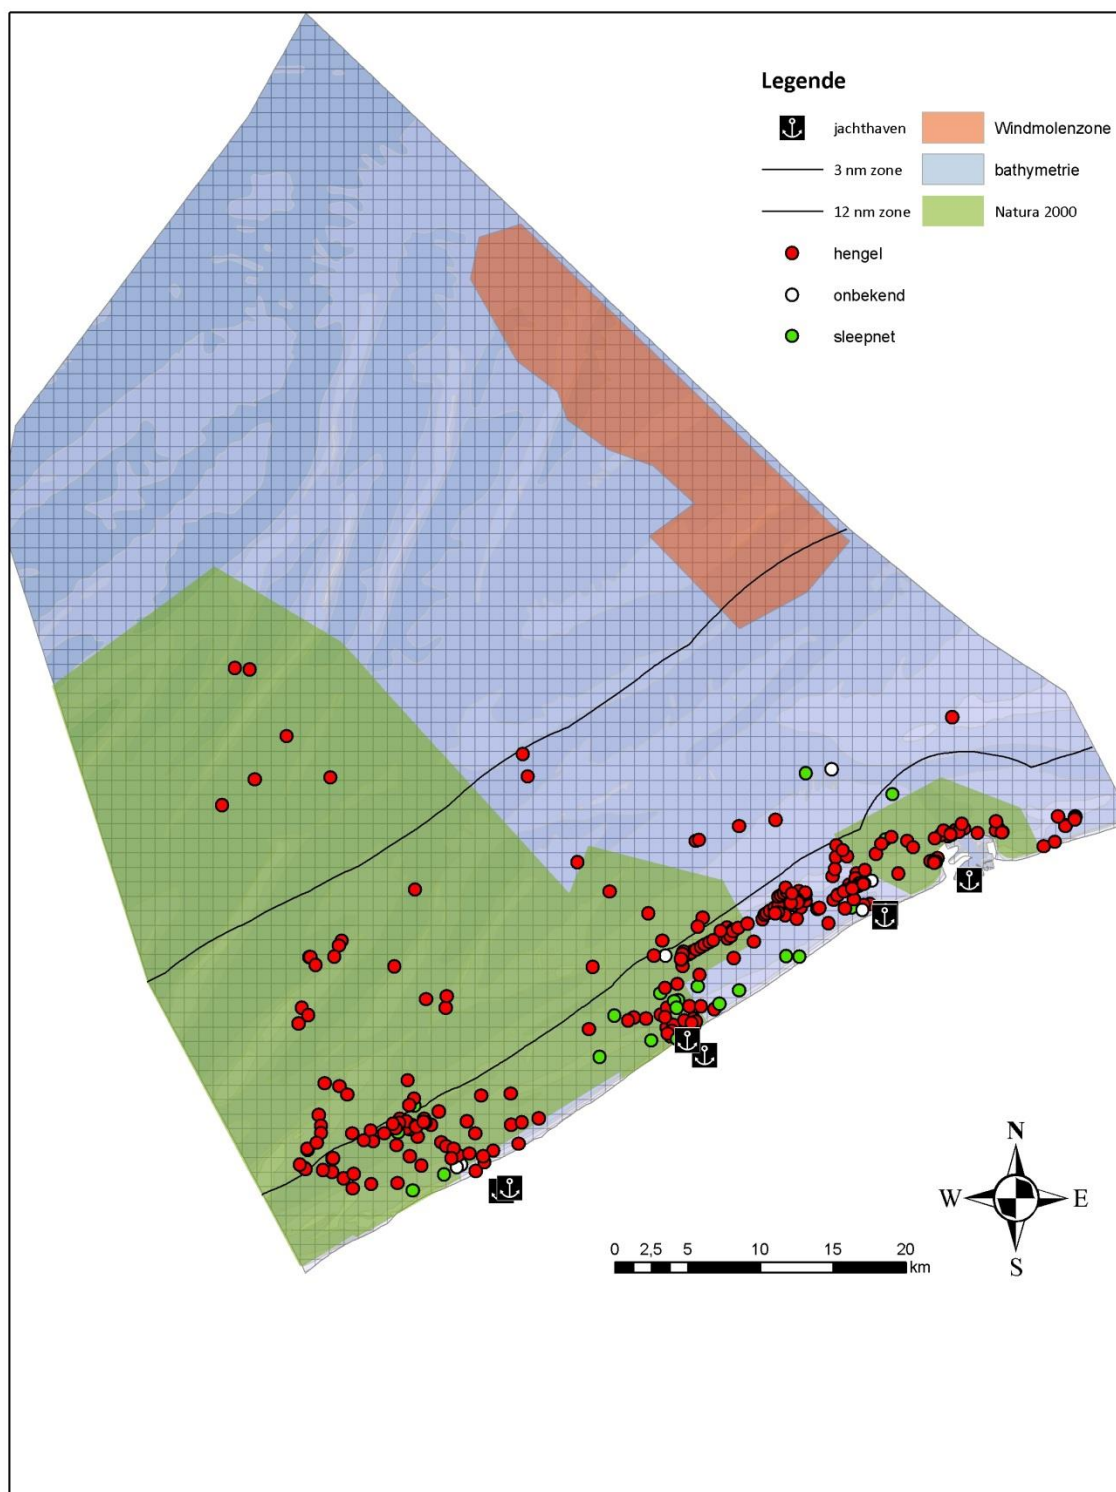 Legende
jachthaven
3 nm zone
12 nm zone
hengel
onbekend
sleepnet
Windmolenzone
bathymetrie
Natura 2000
N
W E
S
0 2,5 5 10 15 20
km